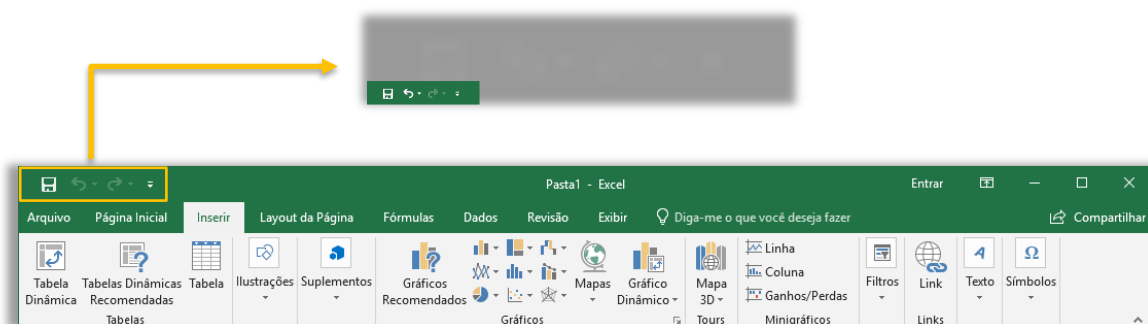 Pasta1 - Excel
Entrar
Arquivo Página Inicial Inserir Layout da Página Fórmulas Dados Revisão Exibir Diga-me o que você deseja fazer Compartilhar
Tabela Dinâmica
Tabelas Dinâmicas Recomendadas
Tabela
Ilustrações
Suplementos
Gráficos Recomendados
Mapas
Gráfico Dinâmico
Mapa 3D
Linha
Coluna
Ganhos/Perdas
Filtros
Link
Texto
Símbolos
Tabelas
Gráficos
Tours
Minigráficos
Links